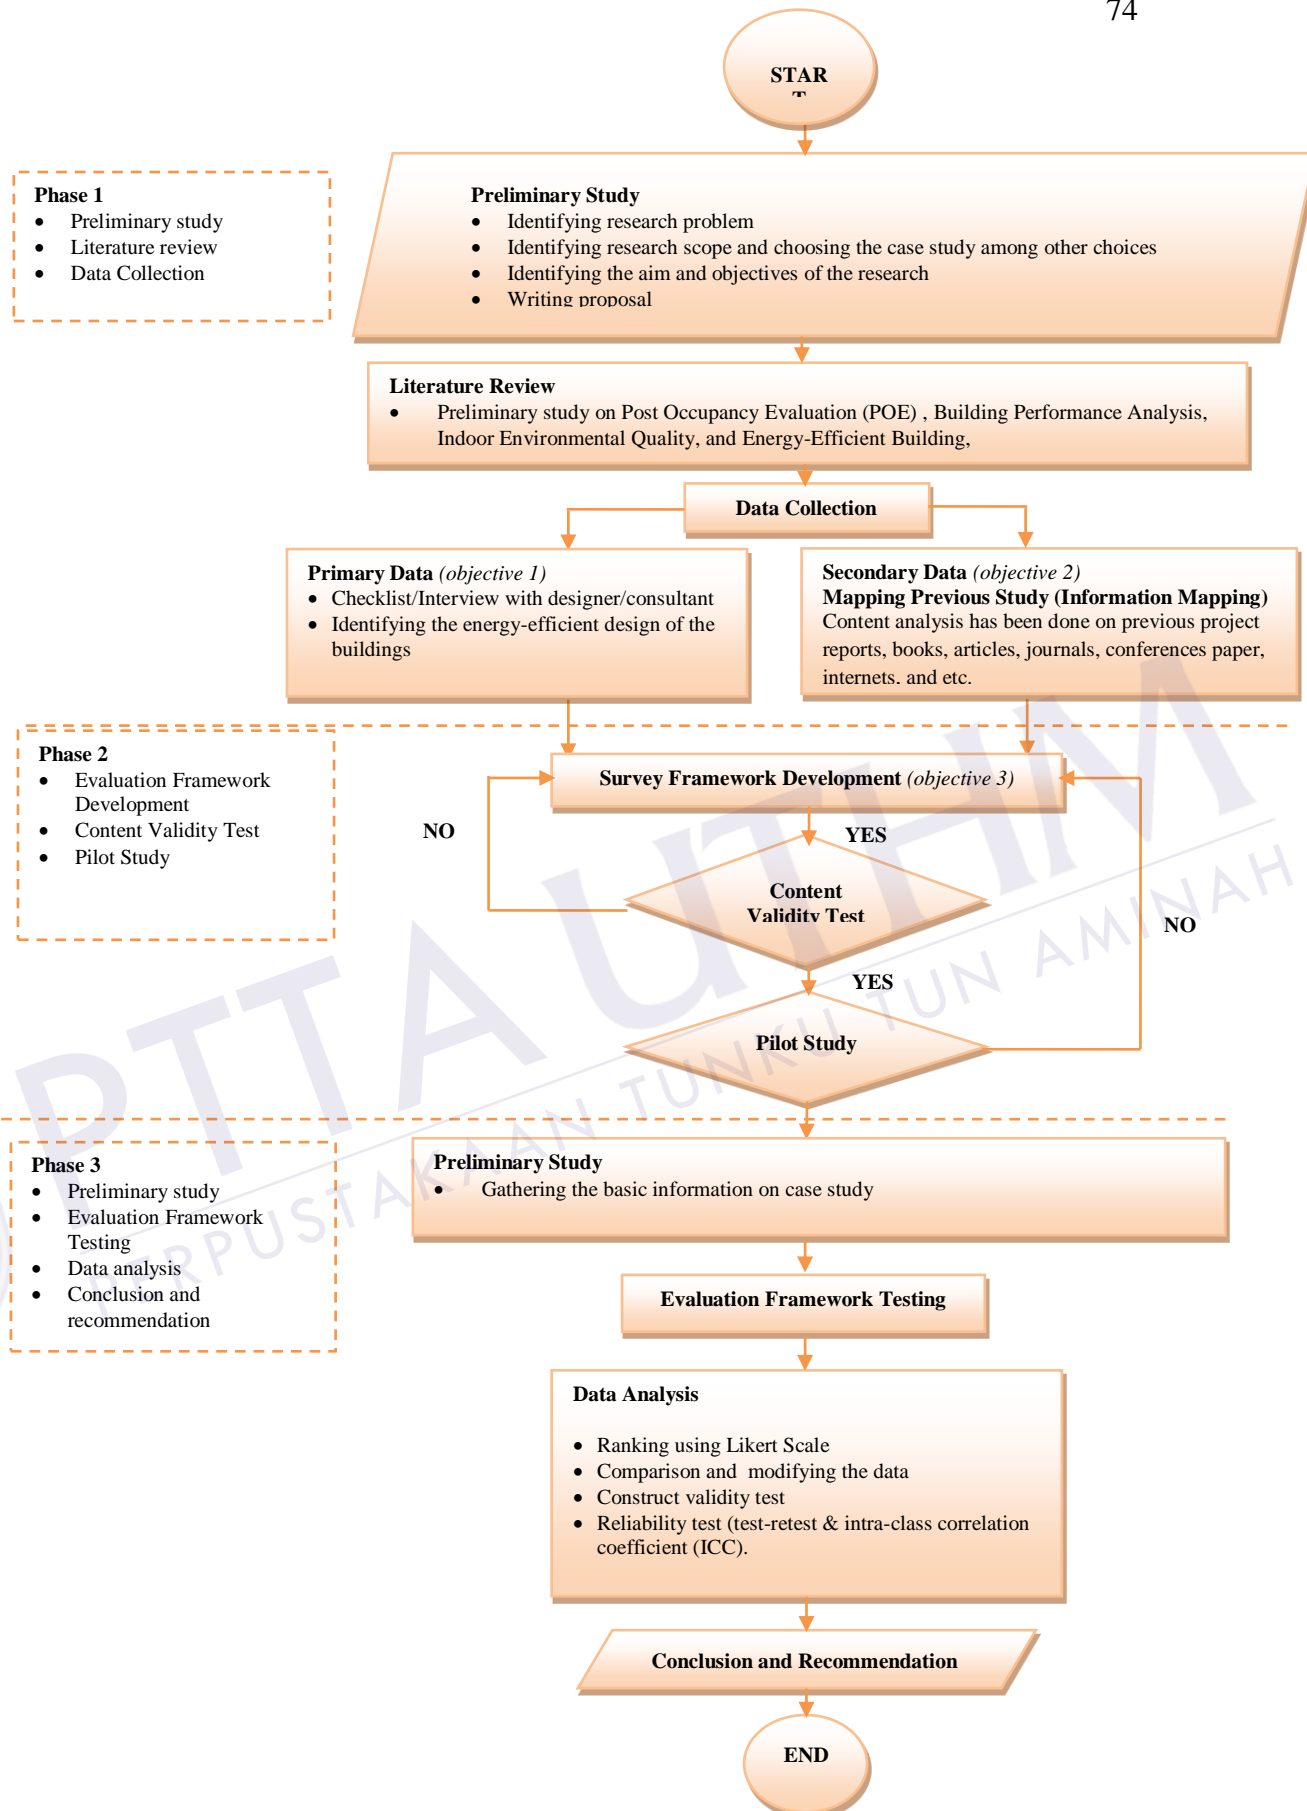 74
STAR
T
Phase 1
• Preliminary study
• Literature review
• Data Collection
Preliminary Study
• Identifying research problem
• Identifying research scope and choosing the case study among other choices
• Identifying the aim and objectives of the research
• Writing proposal
Literature Review
• Preliminary study on Post Occupancy Evaluation (POE) , Building Performance Analysis,
Indoor Environmental Quality, and Energy-Efficient Building,
Data Collection
Primary Data (objective 1)
• Checklist/Interview with designer/consultant
• Identifying the energy-efficient design of the
buildings
Secondary Data (objective 2)
Mapping Previous Study (Information Mapping)
Content analysis has been done on previous project
reports, books, articles, journals, conferences paper,
internets. and etc.
Phase 2
• Evaluation Framework
Development
• Content Validity Test
• Pilot Study
Survey Framework Development (objective 3)
NO
YES
Content
Validity Test
NO
YES
Pilot Study
Phase 3
• Preliminary study
• Evaluation Framework
Testing
• Data analysis
• Conclusion and
recommendation
Preliminary Study
• Gathering the basic information on case study
Evaluation Framework Testing
Data Analysis
• Ranking using Likert Scale
• Comparison and modifying the data
• Construct validity test
• Reliability test (test-retest & intra-class correlation
coefficient (ICC).
Conclusion and Recommendation
END
PTTA UTHM
PERPUSTAKAAN TUNKU TUN AMINAH